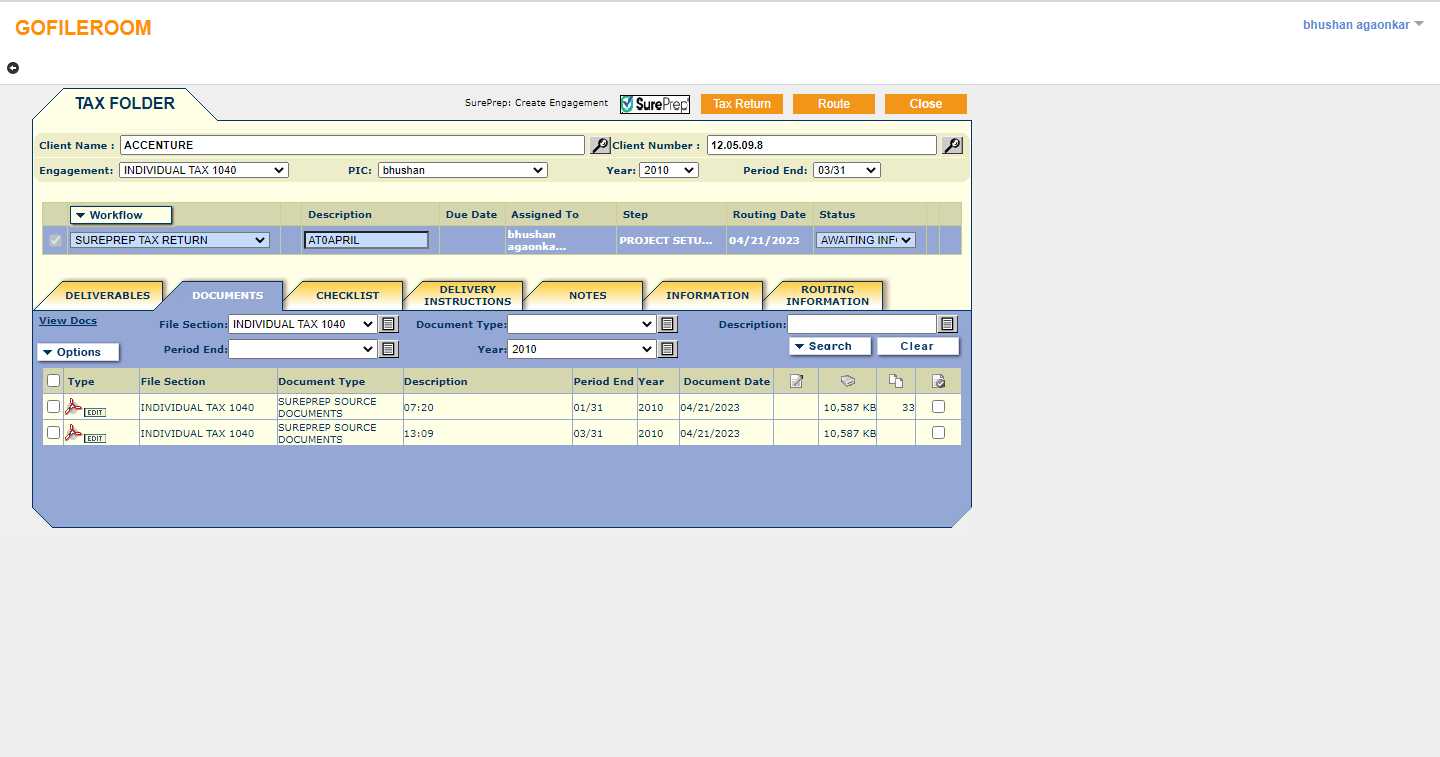 GOFILEROOM
bhushan agaonkar
TAX FOLDER
SurePrep: Create Engagement
SurePrep
Tax Return
Route
Close
Client Name : ACCENTURE
Client Number : 12.05.09.8
Engagement: INDIVIDUAL TAX 1040
PIC: bhushan
Year: 2010
Period End: 03/31
Workflow Description Due Date Assigned To Step Routing Date Status
SUREPREP TAX RETURN AT0APRIL bhushan agaonka... PROJECT SETU... 04/21/2023 AWAITING INF
DELIVERABLES
DOCUMENTS
CHECKLIST
DELIVERY INSTRUCTIONS
NOTES
INFORMATION
ROUTING INFORMATION
View Docs
File Section: INDIVIDUAL TAX 1040
Document Type:
Description:
Options
Period End:
Year: 2010
Search
Clear
Type File Section Document Type Description Period End Year Document Date
EDIT INDIVIDUAL TAX 1040 SUREPREP SOURCE DOCUMENTS 07:20 01/31 2010 04/21/2023 10,587 KB 33
EDIT INDIVIDUAL TAX 1040 SUREPREP SOURCE DOCUMENTS 13:09 03/31 2010 04/21/2023 10,587 KB